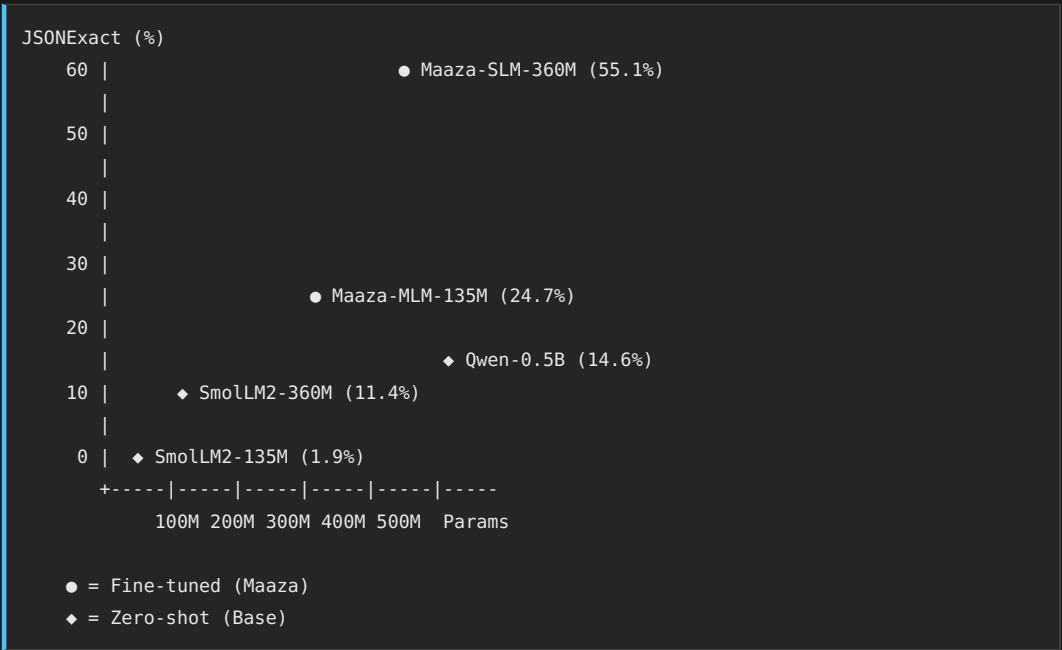 JSONExact (%)
    60 |                          ● Maaza-SLM-360M (55.1%)
       |
    50 |
       |
    40 |
       |
    30 |
       |                  ● Maaza-MLM-135M (24.7%)
    20 |
       |                              ◆ Qwen-0.5B (14.6%)
    10 |      ◆ SmolLM2-360M (11.4%)
       |
     0 |  ◆ SmolLM2-135M (1.9%)
       +-----|-----|-----|-----|-----|-----
            100M 200M 300M 400M 500M  Params

    ● = Fine-tuned (Maaza)
    ◆ = Zero-shot (Base)